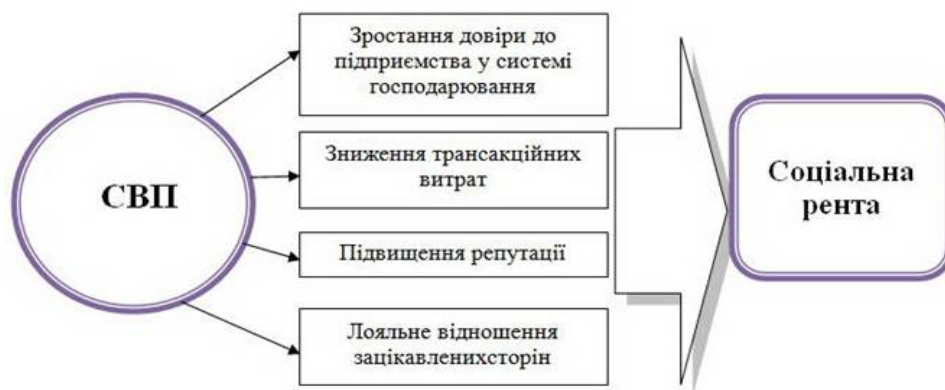 СВП
Зростання довіри до
підприємства у системі
господарювання
Зниження трансакційних
витрат
Підвищення репутації
Лояльне відношення
зацікавленихсторін
Соціальна
рента